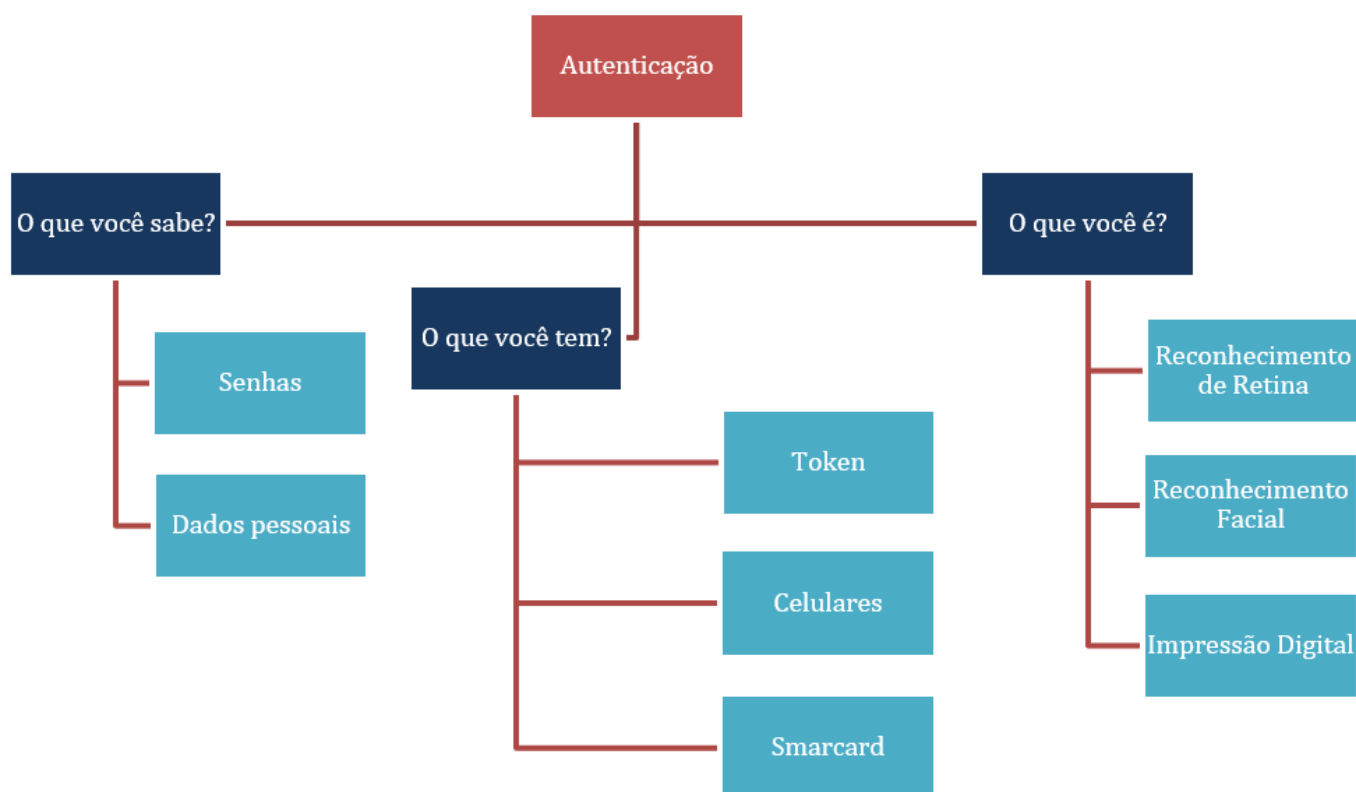 Autenticação
O que você sabe?
Senhas
Dados pessoais
O que você tem?
Token
Celulares
Smarcard
O que você é?
Reconhecimento
de Retina
Reconhecimento
Facial
Impressão Digital